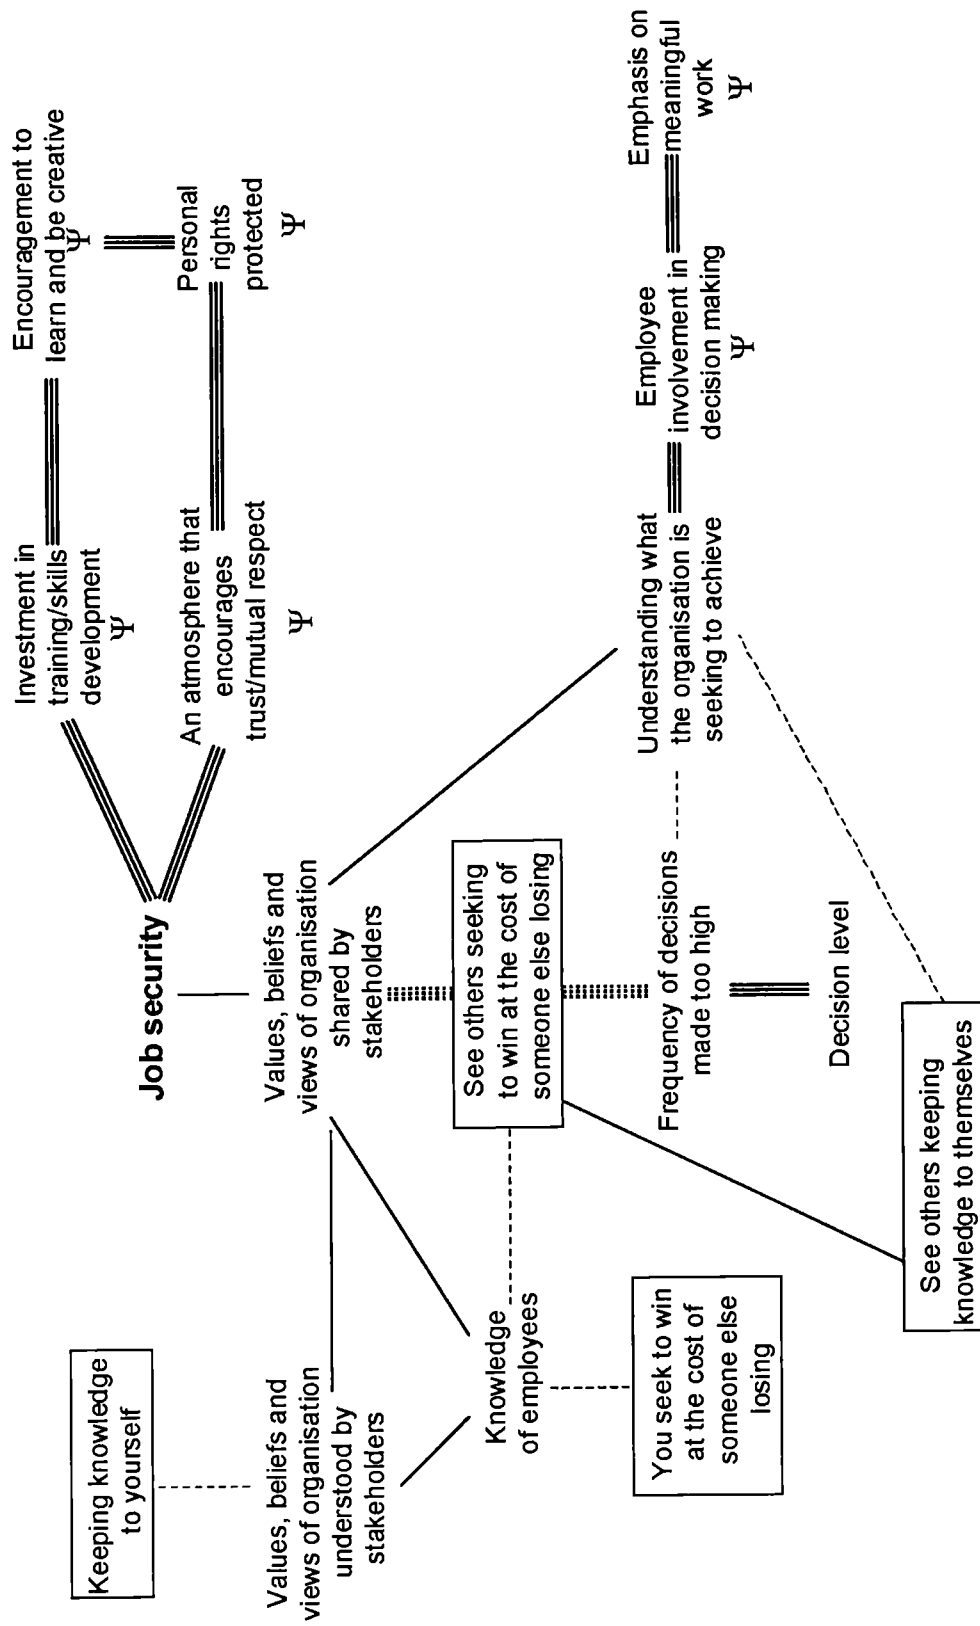 Investment in
training/skills
development
Ψ
Encouragement to
learn and be creative
Ψ
Keeping knowledge
to yourself
Job security
An atmosphere that
encourages
trust/mutual respect
Ψ
Personal
rights
protected
Ψ
Values, beliefs and
views of organisation
understood by
stakeholders
Values, beliefs and
views of organisation
shared by
stakeholders
Knowledge
of employees
See others seeking
to win at the cost of
someone else losing
You seek to win
at the cost of
someone else
losing
Frequency of decisions
made too high
Understanding what
the organisation is
seeking to achieve
Employee
involvement in
decision making
Ψ
Emphasis on
meaningful
work
Ψ
Decision level
See others keeping
knowledge to themselves